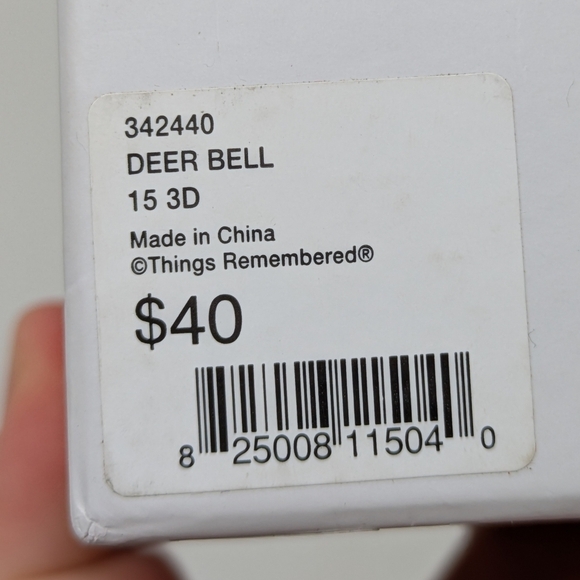 342440
DEER BELL
15 3D
Made in China
©Things Remembered®
$40
8 25008 11504 0